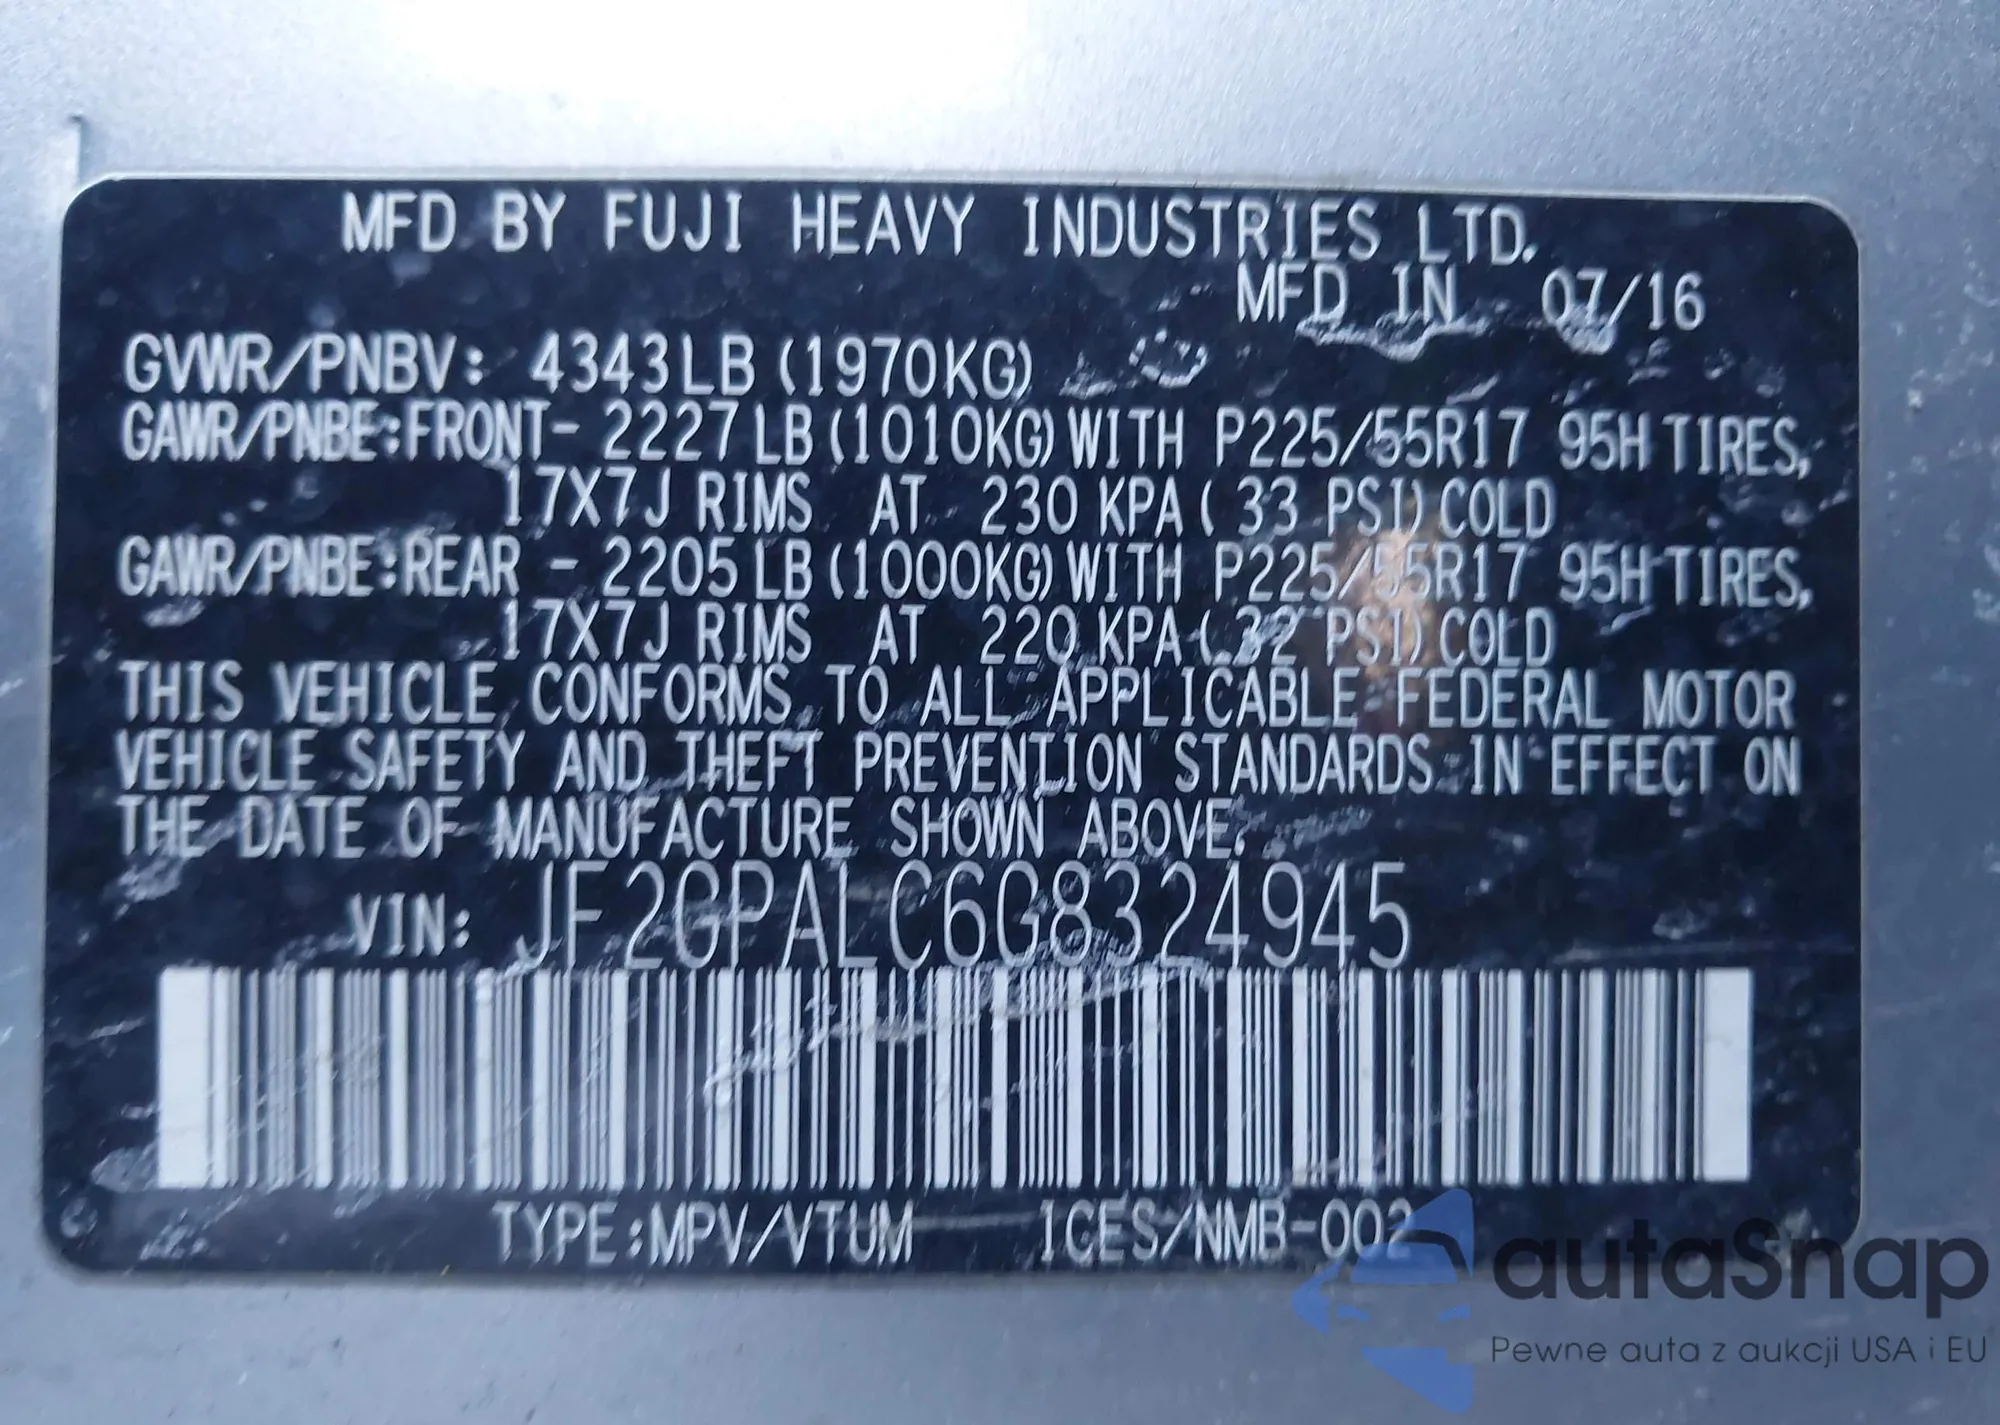 MFD BY FUJI HEAVY INDUSTRIES LTD.
MFD IN 07/16
GVWR/PNBV: 4343LB (1970KG)
GAWR/PNBE:FRONT- 2227LB (1010KG) WITH P225/55R17 95H TIRES,
17X7J RIMS AT 230 KPA ( 33 PSI) COLD
GAWR/PNBE:REAR - 2205LB (1000KG) WITH P225/55R17 95H TIRES,
17X7J RIMS AT 220 KPA ( 32 PSI) COLD
THIS VEHICLE CONFORMS TO ALL APPLICABLE FEDERAL MOTOR
VEHICLE SAFETY AND THEFT PREVENTION STANDARDS IN EFFECT ON
THE DATE OF MANUFACTURE SHOWN ABOVE.
VIN: JF2GPALC6G8324945
TYPE:MPV/VTUM ICES/NMB-002
autaSnap
Pewne auta z aukcji USA i EU